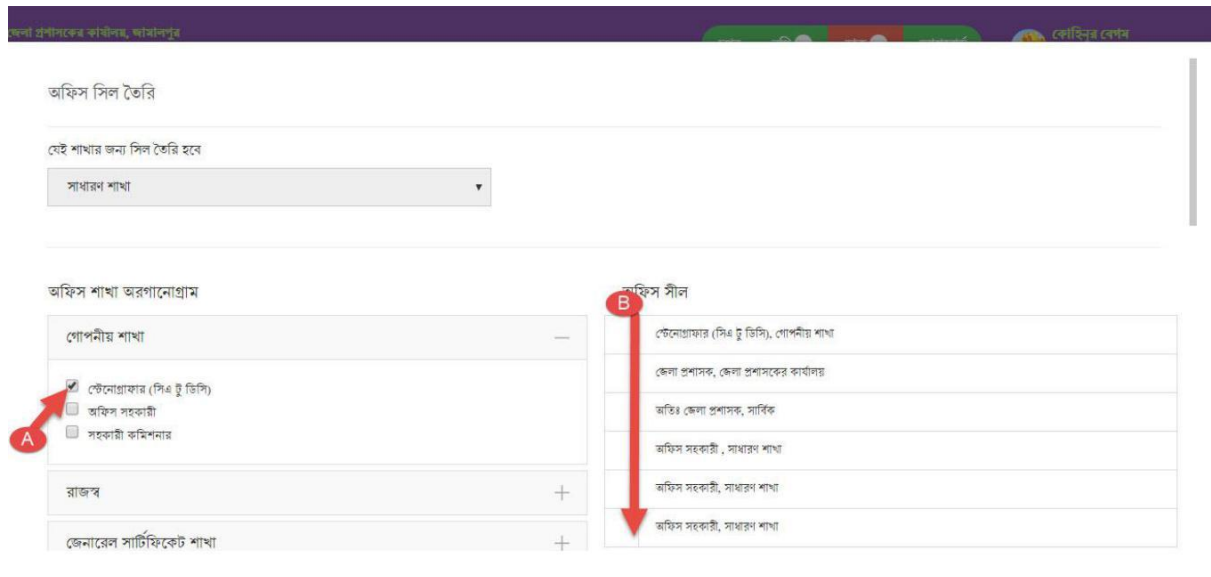 জেলা প্রশাসকের কার্যালয়, জামালপুর
কোহিনুর বেগম
অফিস সিল তৈরি
যেই শাখার জন্য সিল তৈরি হবে
সাধারণ শাখা
অফিস শাখা অরগানোগ্রাম
গোপনীয় শাখা
স্টেনোগ্রাফার (সিএ টু ডিসি)
অফিস সহকারী
A
সহকারী কমিশনার
রাজস্ব
জেনারেল সার্টিফিকেট শাখা
অফিস সীল
B
স্টেনোগ্রাফার (সিএ টু ডিসি), গোপনীয় শাখা
জেলা প্রশাসক, জেলা প্রশাসকের কার্যালয়
অতিঃ জেলা প্রশাসক, সার্বিক
অফিস সহকারী , সাধারণ শাখা
অফিস সহকারী, সাধারণ শাখা
অফিস সহকারী, সাধারণ শাখা